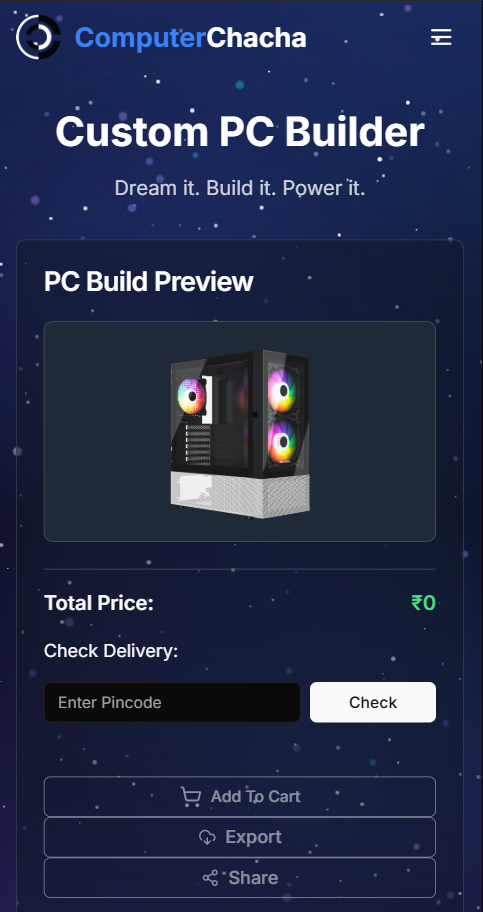 ComputerChacha
Custom PC Builder
Dream it. Build it. Power it.
PC Build Preview
Total Price: ₹0
Check Delivery:
Enter Pincode Check
Add To Cart
Export
Share